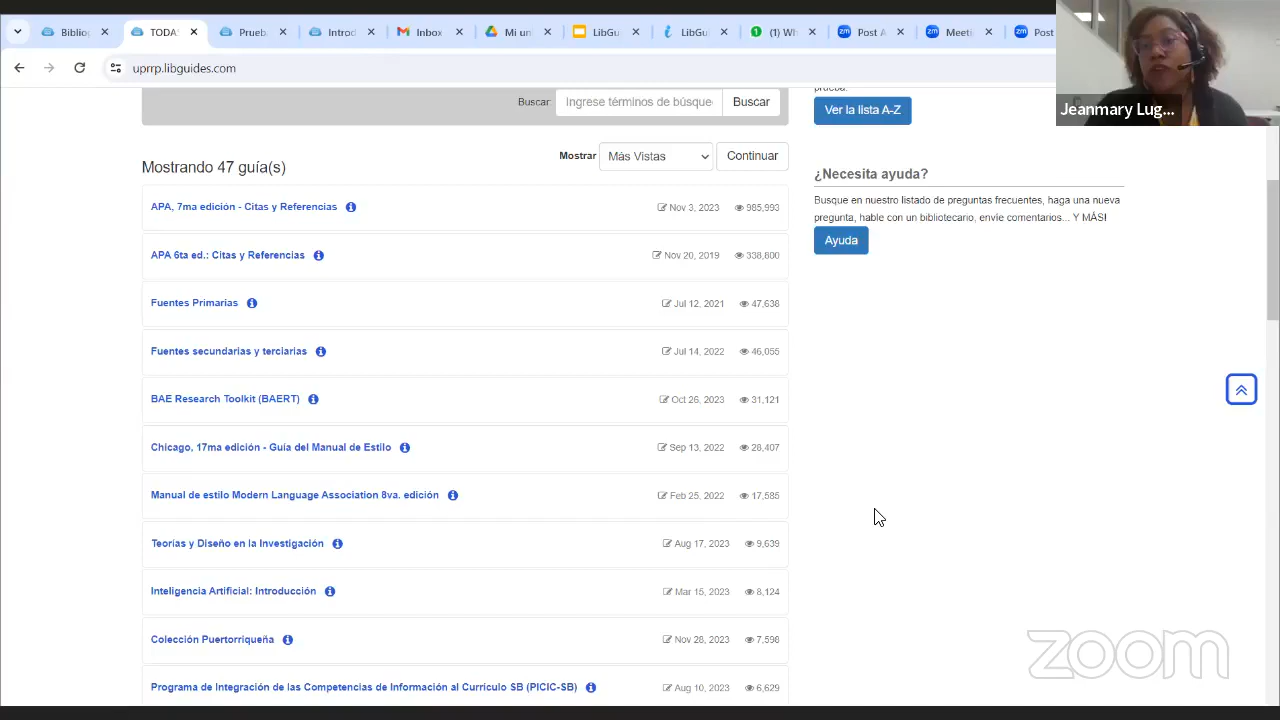 Bibliog
TODA
Prueb
Introd
Inbox
Mi un
LibGu
LibGu
(1) Wh
Post A
Meeti
Post
uprrp.libguides.com
Jeanmary Lug...
Buscar
Ingrese términos de búsque
Buscar
prueba.
Ver la lista A-Z
Mostrando 47 guía(s)
Mostrar
Más Vistas
Continuar
¿Necesita ayuda?
Busque en nuestro listado de preguntas frecuentes, haga una nueva
pregunta, hable con un bibliotecario, envíe comentarios... Y MÁS!
Ayuda
APA, 7ma edición - Citas y Referencias Nov 3, 2023 985,993
APA 6ta ed.: Citas y Referencias Nov 20, 2019 338,800
Fuentes Primarias Jul 12, 2021 47,638
Fuentes secundarias y terciarias Jul 14, 2022 46,055
BAE Research Toolkit (BAERT) Oct 26, 2023 31,121
Chicago, 17ma edición - Guía del Manual de Estilo Sep 13, 2022 28,407
Manual de estilo Modern Language Association 8va. edición Feb 25, 2022 17,585
Teorías y Diseño en la Investigación Aug 17, 2023 9,639
Inteligencia Artificial: Introducción Mar 15, 2023 8,124
Colección Puertorriqueña Nov 28, 2023 7,598
Programa de Integración de las Competencias de Información al Currículo SB (PICIC-SB) Aug 10, 2023 6,629
zoom